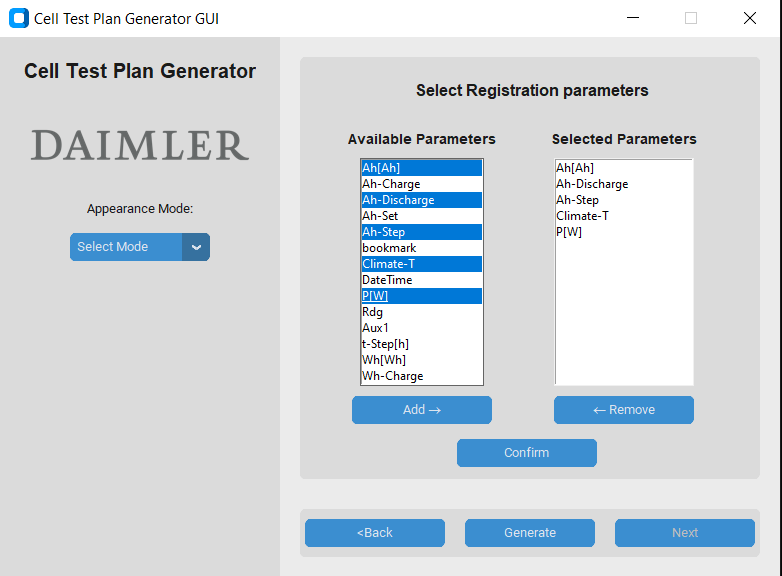 Cell Test Plan Generator GUI
Cell Test Plan Generator
DAIMLER
Appearance Mode:
Select Mode
Select Registration parameters
Available Parameters
Ah[Ah]
Ah-Charge
Ah-Discharge
Ah-Set
Ah-Step
bookmark
Climate-T
DateTime
P[W]
Rdg
Aux1
t-Step[h]
Wh[Wh]
Wh-Charge
Add →
Selected Parameters
Ah[Ah]
Ah-Discharge
Ah-Step
Climate-T
P[W]
← Remove
Confirm
<Back
Generate
Next